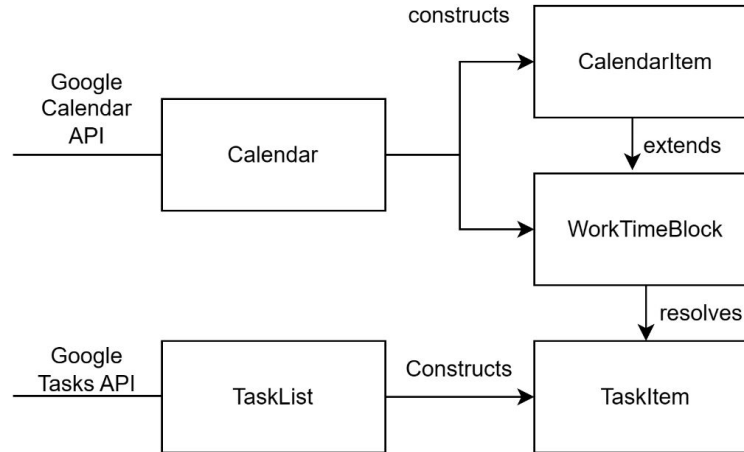 constructs
CalendarItem
Google
Calendar
API
Calendar
extends
WorkTimeBlock
resolves
Google
Tasks API
TaskList
Constructs
TaskItem